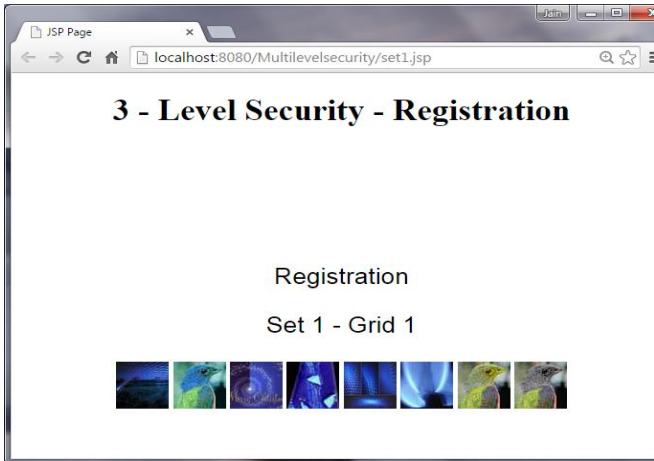 Jain
JSP Page
localhost:8080/Multilevelsecurity/set1.jsp
3 - Level Security - Registration
Registration
Set 1 - Grid 1